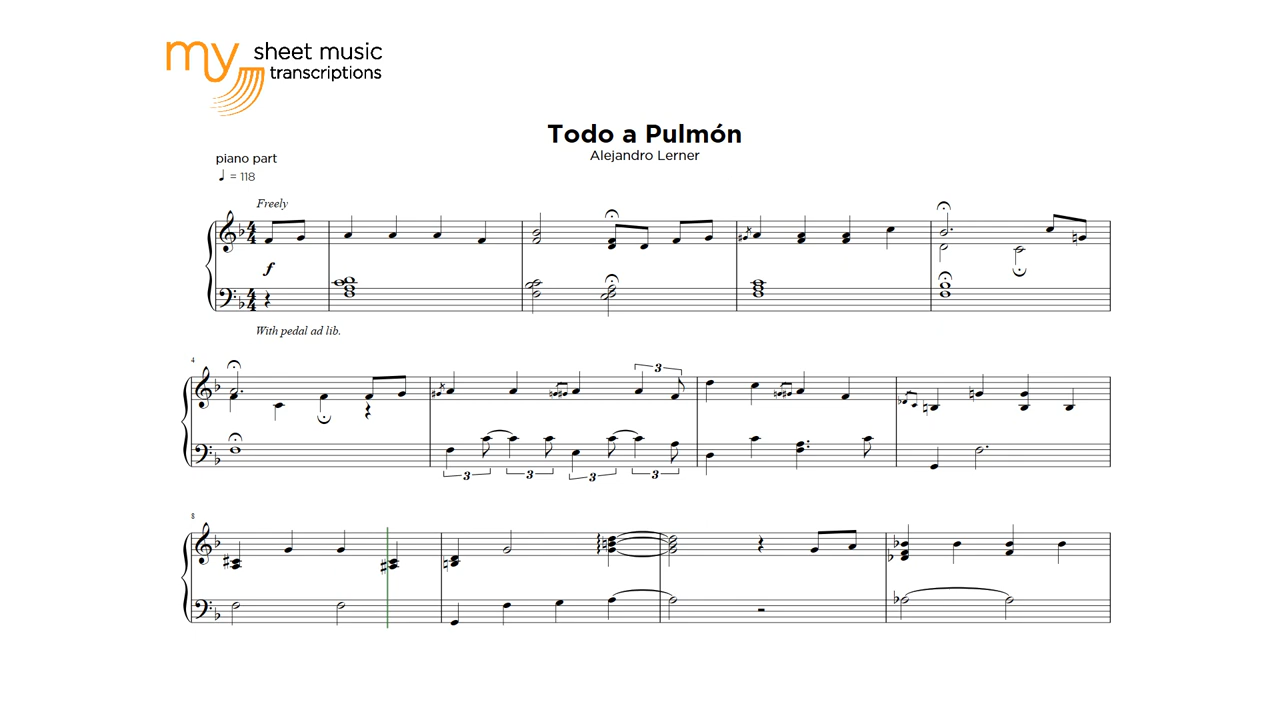 my sheet music
transcriptions
Todo a Pulmón
Alejandro Lerner
piano part
♩ = 118
Freely
f
With pedal ad lib.
4
3
3 3 3 3
8